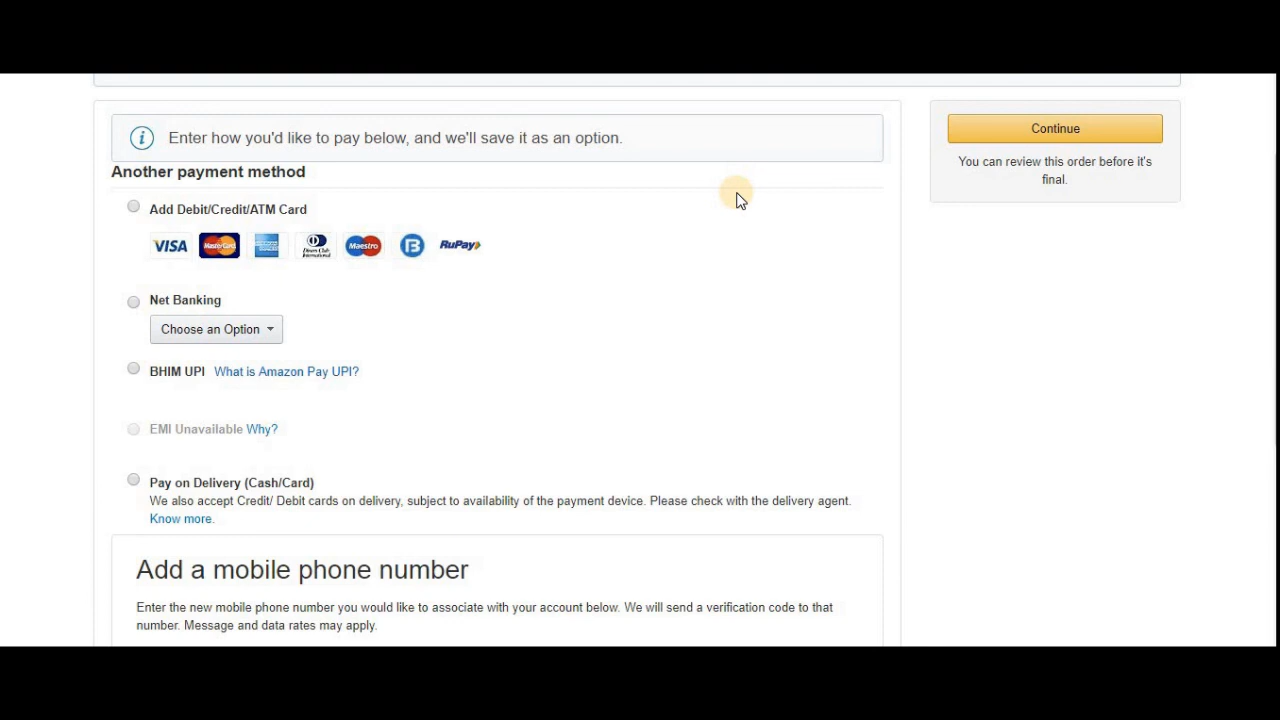 Enter how you'd like to pay below, and we'll save it as an option.
Continue
You can review this order before it's
final.
Another payment method
Add Debit/Credit/ATM Card
VISA MasterCard Diners Club International Maestro B RuPay
Net Banking
Choose an Option
BHIM UPI What is Amazon Pay UPI?
EMI Unavailable Why?
Pay on Delivery (Cash/Card)
We also accept Credit/ Debit cards on delivery, subject to availability of the payment device. Please check with the delivery agent.
Know more.
Add a mobile phone number
Enter the new mobile phone number you would like to associate with your account below. We will send a verification code to that
number. Message and data rates may apply.